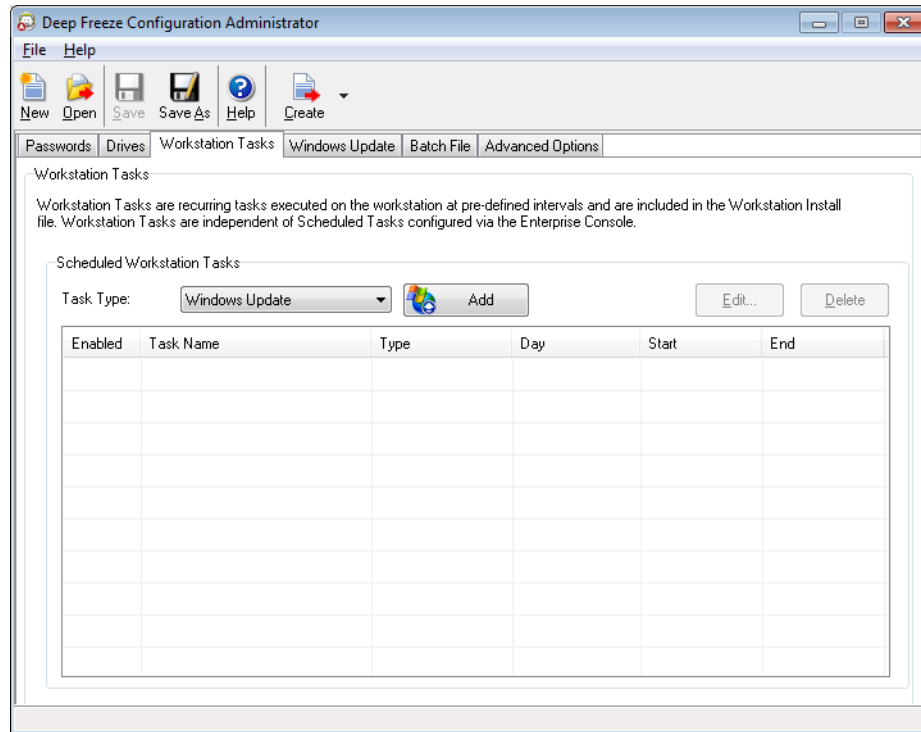 Deep Freeze Configuration Administrator
File Help
New Open Save Save As Help Create
Passwords Drives Workstation Tasks Windows Update Batch File Advanced Options
Workstation Tasks
Workstation Tasks are recurring tasks executed on the workstation at pre-defined intervals and are included in the Workstation Install
file. Workstation Tasks are independent of Scheduled Tasks configured via the Enterprise Console.
Scheduled Workstation Tasks
Task Type: Windows Update Add Edit... Delete
Enabled Task Name Type Day Start End